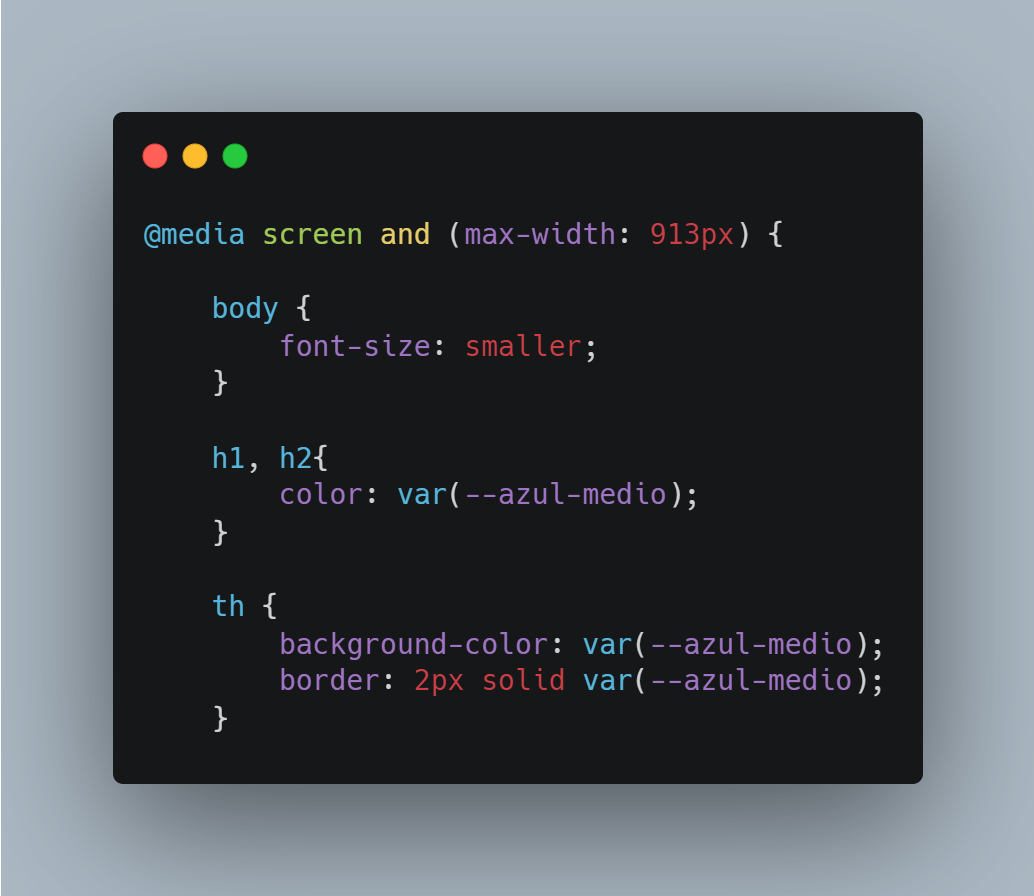 @media screen and (max-width: 913px) {
body {
font-size: smaller;
}
h1, h2{
color: var(--azul-medio);
}
th {
background-color: var(--azul-medio);
border: 2px solid var(--azul-medio);
}